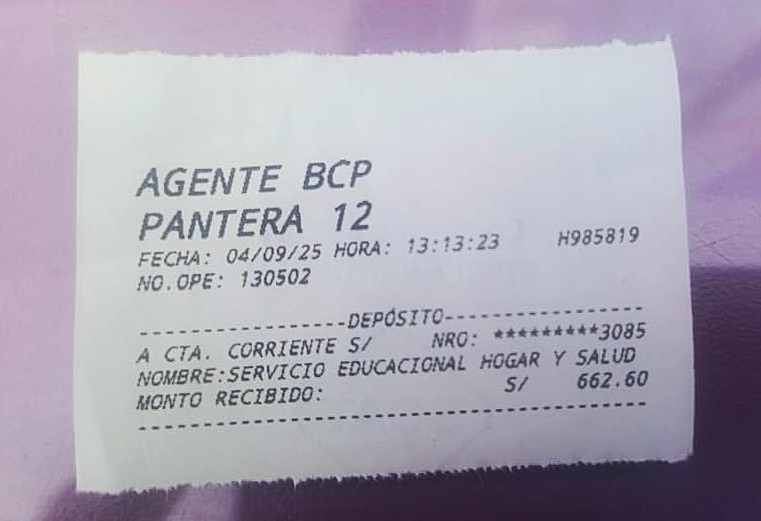 AGENTE BCP
PANTERA 12
FECHA: 04/09/25 HORA: 13:13:23 H985819
NO.OPE: 130502
------------------DEPÓSITO-----------------
A CTA. CORRIENTE S/ NRO: *********3085
NOMBRE:SERVICIO EDUCACIONAL HOGAR Y SALUD
MONTO RECIBIDO: S/ 662.60
-------------------------------------------